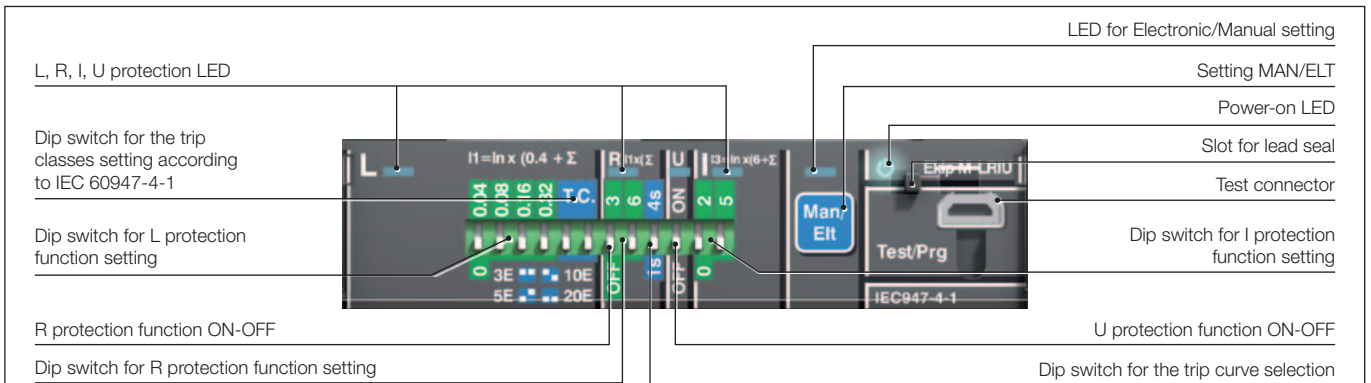 LED for Electronic/Manual setting
L, R, I, U protection LED
Setting MAN/ELT
Power-on LED
Dip switch for the trip
classes setting according
to IEC 60947-4-1
Slot for lead seal
Test connector
Dip switch for L protection
function setting
Dip switch for I protection
function setting
R protection function ON-OFF
U protection function ON-OFF
Dip switch for R protection function setting
Dip switch for the trip curve selection
L
I1=In x (0.4 + Σ
R I1x(Σ
U
I3=In x(6+Σ
Ekip M-LRIU
0.04
0.08
0.16
0.32
T.C.
3
6
4s
ON
2
5
Man/
Elt
Test/Prg
0
3E 10E
5E 20E
OFF
1s
OFF
0
IEC947-4-1